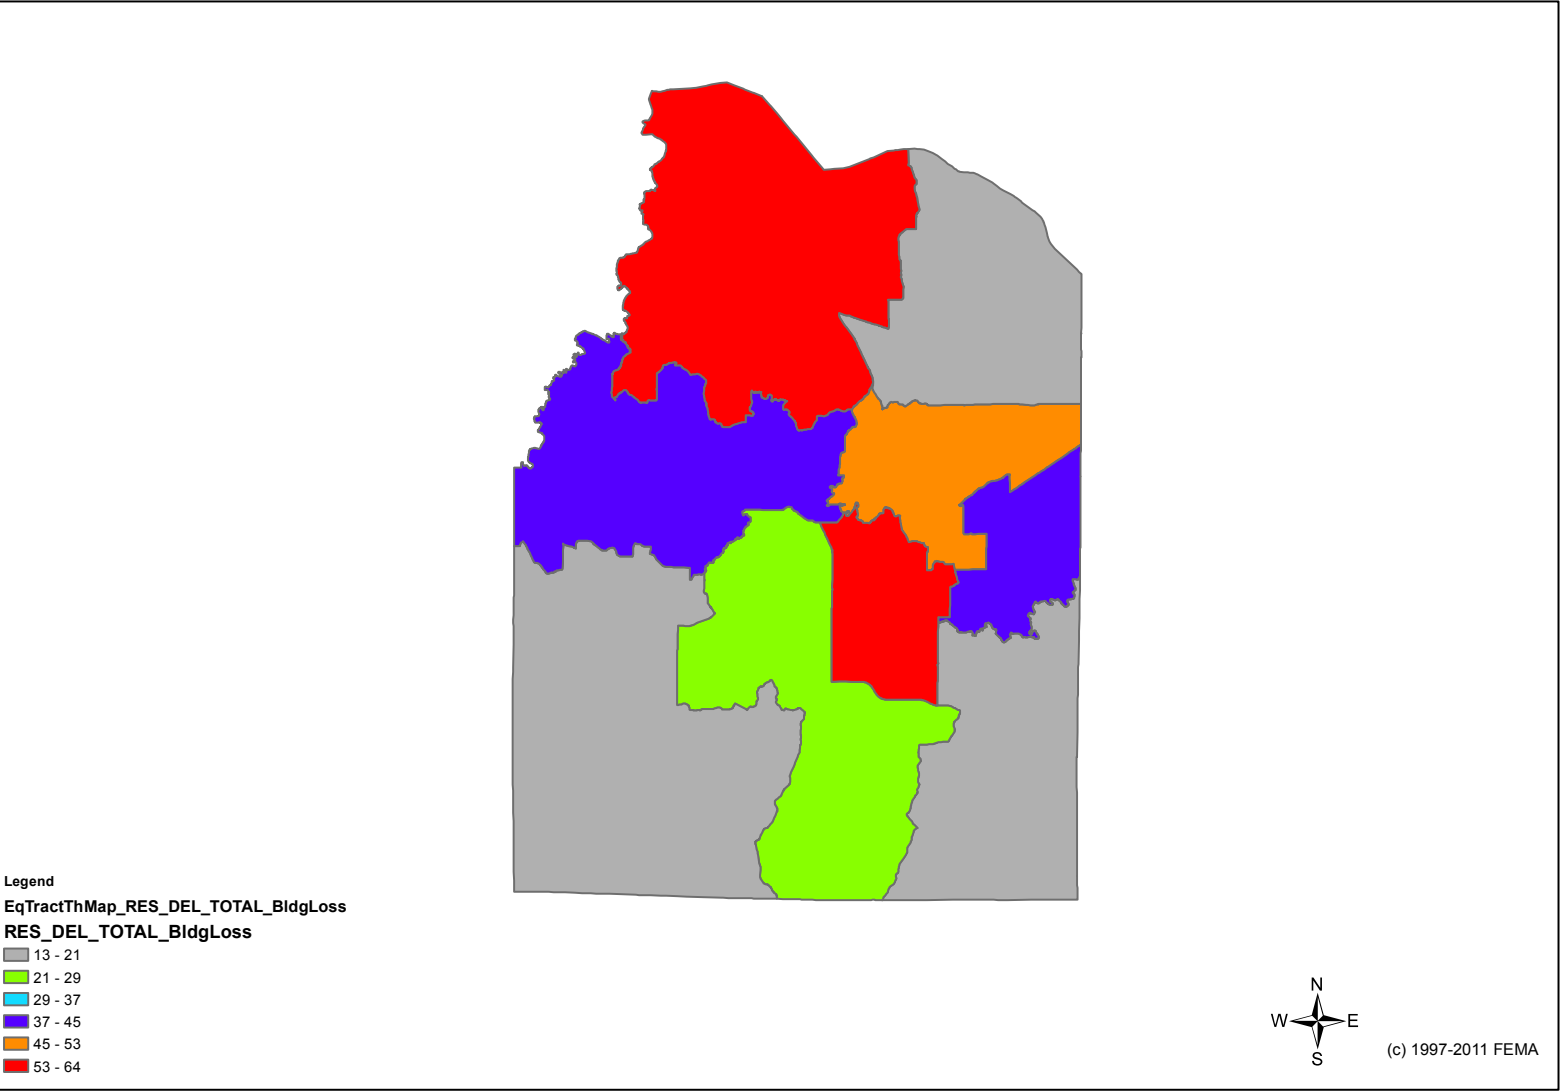 Legend
EqTractThMap_RES_DEL_TOTAL_BldgLoss
RES_DEL_TOTAL_BldgLoss
13 - 21
21 - 29
29 - 37
37 - 45
45 - 53
53 - 64
N
W E
S
(c) 1997-2011 FEMA